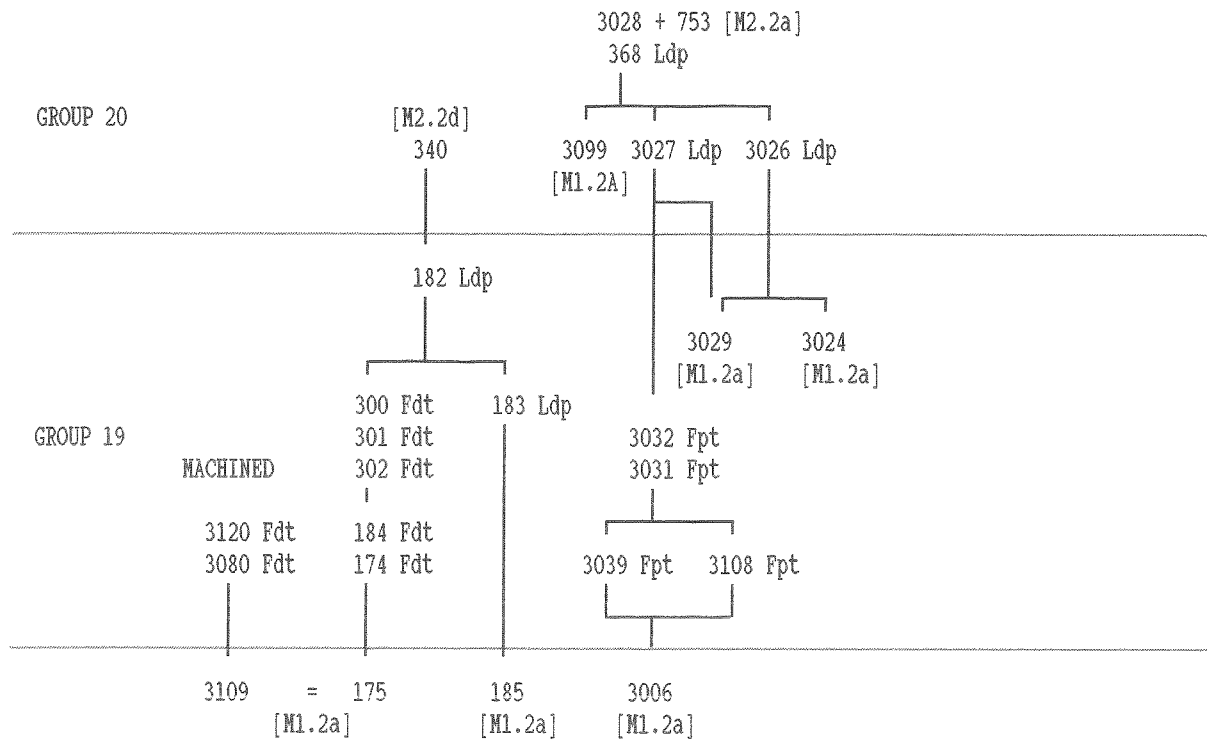 3028 + 753 [M2.2a]
368 Ldp
GROUP 20
[M2.2d]
340
3099 3027 Ldp 3026 Ldp
[M1.2A]
182 Ldp
3029 3024
[M1.2a] [M1.2a]
300 Fdt 183 Ldp
GROUP 19 301 Fdt 3032 Fpt
MACHINED 302 Fdt 3031 Fpt
3120 Fdt 184 Fdt
3080 Fdt 174 Fdt 3039 Fpt 3108 Fpt
3109 = 175 185 3006
[M1.2a] [M1.2a] [M1.2a]